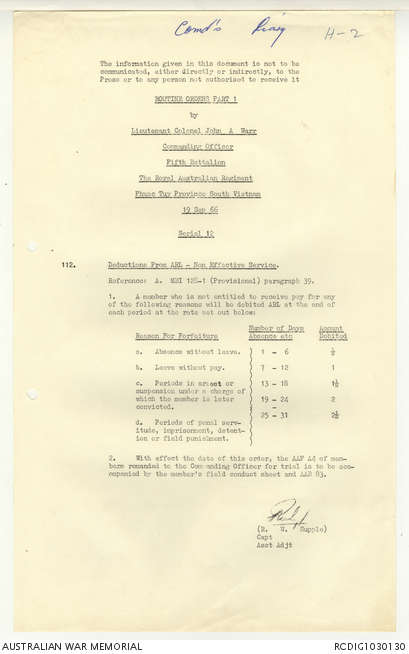 Comd's Diary H-2
The information given in this document is not to be
communicated, either directly or indirectly, to the
Press or to any person not authorised to receive it
ROUTINE ORDERS PART 1
by
Lieutenant Colonel John A Warr
Commanding Officer
Fifth Battalion
The Royal Australian Regiment
Phuoc Tuy Province South Vietnam
19 Sep 66
Serial 12
112. Deductions From ARL - Non Effective Service.
Reference: A. MBI 128-1 (Provisional) paragraph 39.
1. A member who is not entitled to receive pay for any
of the following reasons will be debited ARL at the end of
each period at the rate set out below:
Reason For Forfeiture Number of Days Absence etc Amount Debited
a. Absence without leave. 1 - 6 ½
b. Leave without pay. 7 - 12 1
c. Periods in arrest or 13 - 18 1½
suspension under a charge of
which the member is later 19 - 24 2
convicted. -
25 - 31 2½
d. Periods of penal serv-
itude, imprisonment, detent-
ion or field punishment.
2. With effect the date of this order, the AAF A4 of mem-
bers remanded to the Commanding Officer for trial is to be acc-
ompanied by the member's field conduct sheet and AAB 83.
(R. W. Supple)
Capt
Asst Adjt
AUSTRALIAN WAR MEMORIAL RCDIG1030130